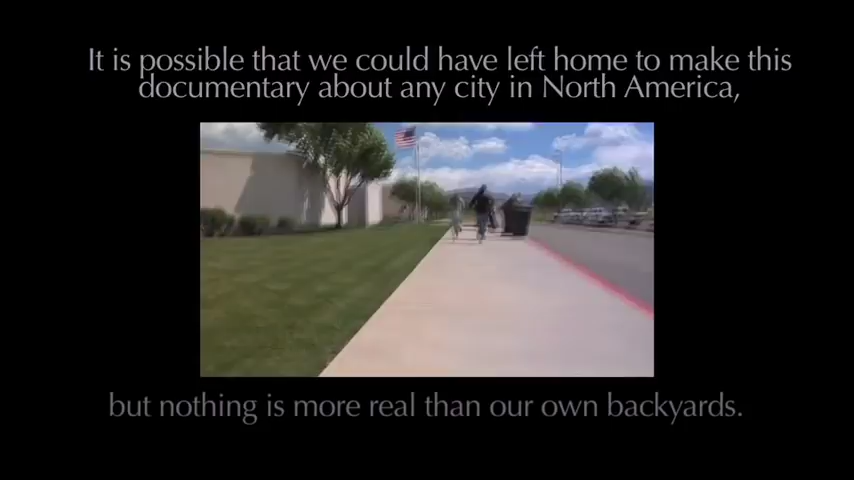 It is possible that we could have left home to make this
documentary about any city in North America,
but nothing is more real than our own backyards.